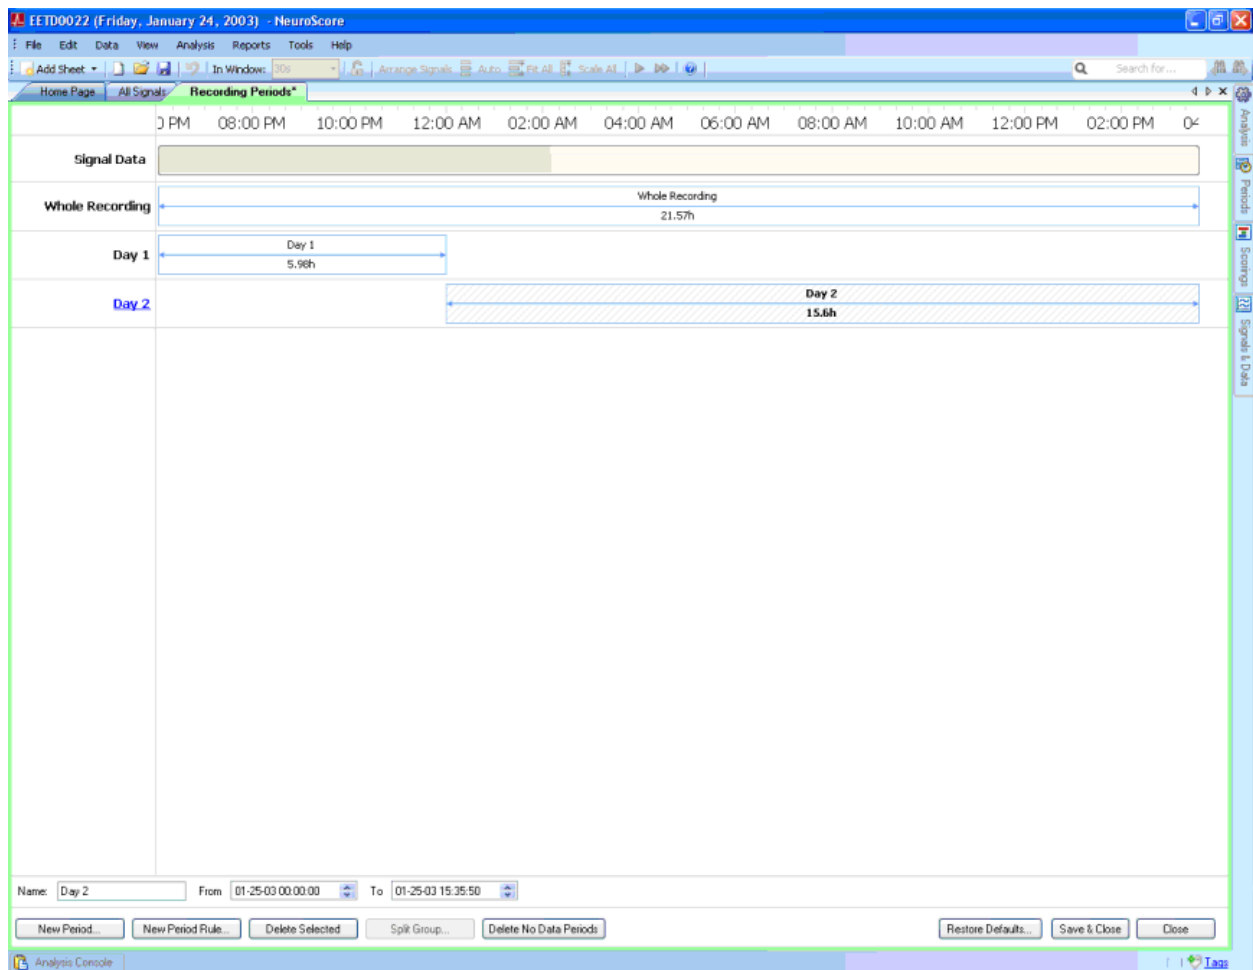 EETD0022 (Friday, January 24, 2003) - NeuroScore
File Edit Data View Analysis Reports Tools Help
Add Sheet In Window: 30s Arrange Signals Auto Fit All Scale All Search for...
Home Page All Signals Recording Periods*
0 PM 08:00 PM 10:00 PM 12:00 AM 02:00 AM 04:00 AM 06:00 AM 08:00 AM 10:00 AM 12:00 PM 02:00 PM 04
Signal Data
Whole Recording
Whole Recording
21.57h
Day 1
Day 1
5.98h
Day 2
Day 2
15.6h
Analysis
Periods
Scorings
Signals & Data
Name: Day 2 From 01-25-03 00:00:00 To 01-25-03 15:35:50
New Period... New Period Rule... Delete Selected Split Group... Delete No Data Periods Restore Defaults... Save & Close Close
Analysis Console Tags